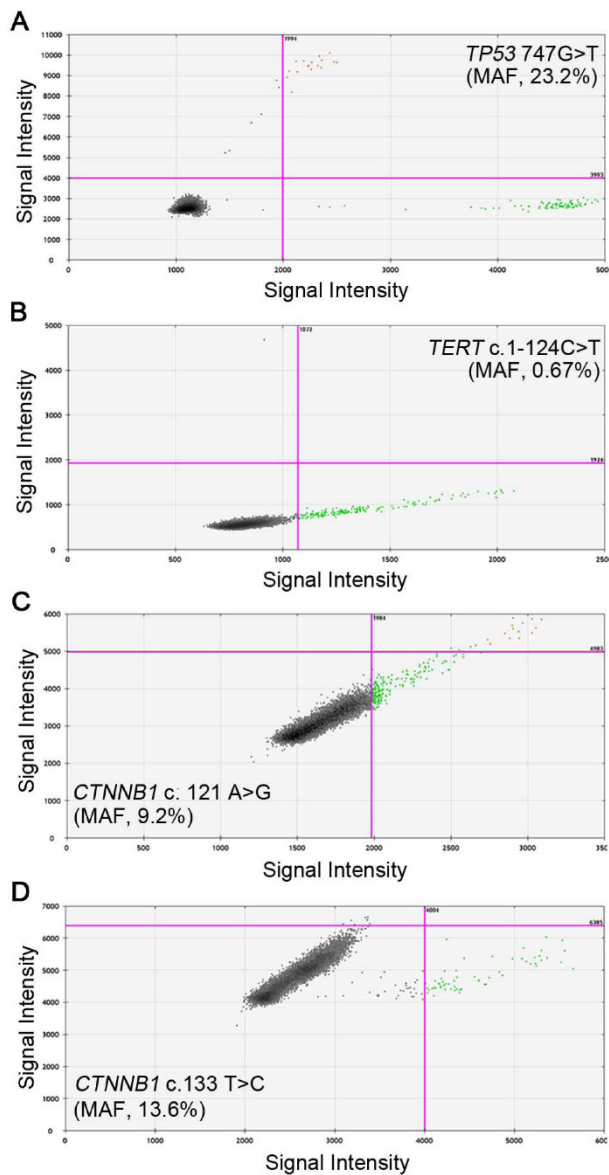 A
11000
1994
10000
TP53 747G>T
(MAF, 23.2%)
9000
8000
7000
6000
5000
4000
3993
3000
2000
1000
0
0 1000 2000 3000 4000 5000
Signal Intensity
Signal Intensity
B
5000
1072
TERT c.1-124C>T
(MAF, 0.67%)
4000
3000
2000
1926
1000
0
0 500 1000 1500 2000 2500
Signal Intensity
Signal Intensity
C
6000
1984
5000
4983
4000
3000
2000
1000
0
CTNNB1 c. 121 A>G
(MAF, 9.2%)
0 500 1000 1500 2000 2500 3000 350
Signal Intensity
Signal Intensity
D
7000
4004
6385
6000
5000
4000
3000
2000
1000
0
CTNNB1 c.133 T>C
(MAF, 13.6%)
0 1000 2000 3000 4000 5000 600
Signal Intensity
Signal Intensity